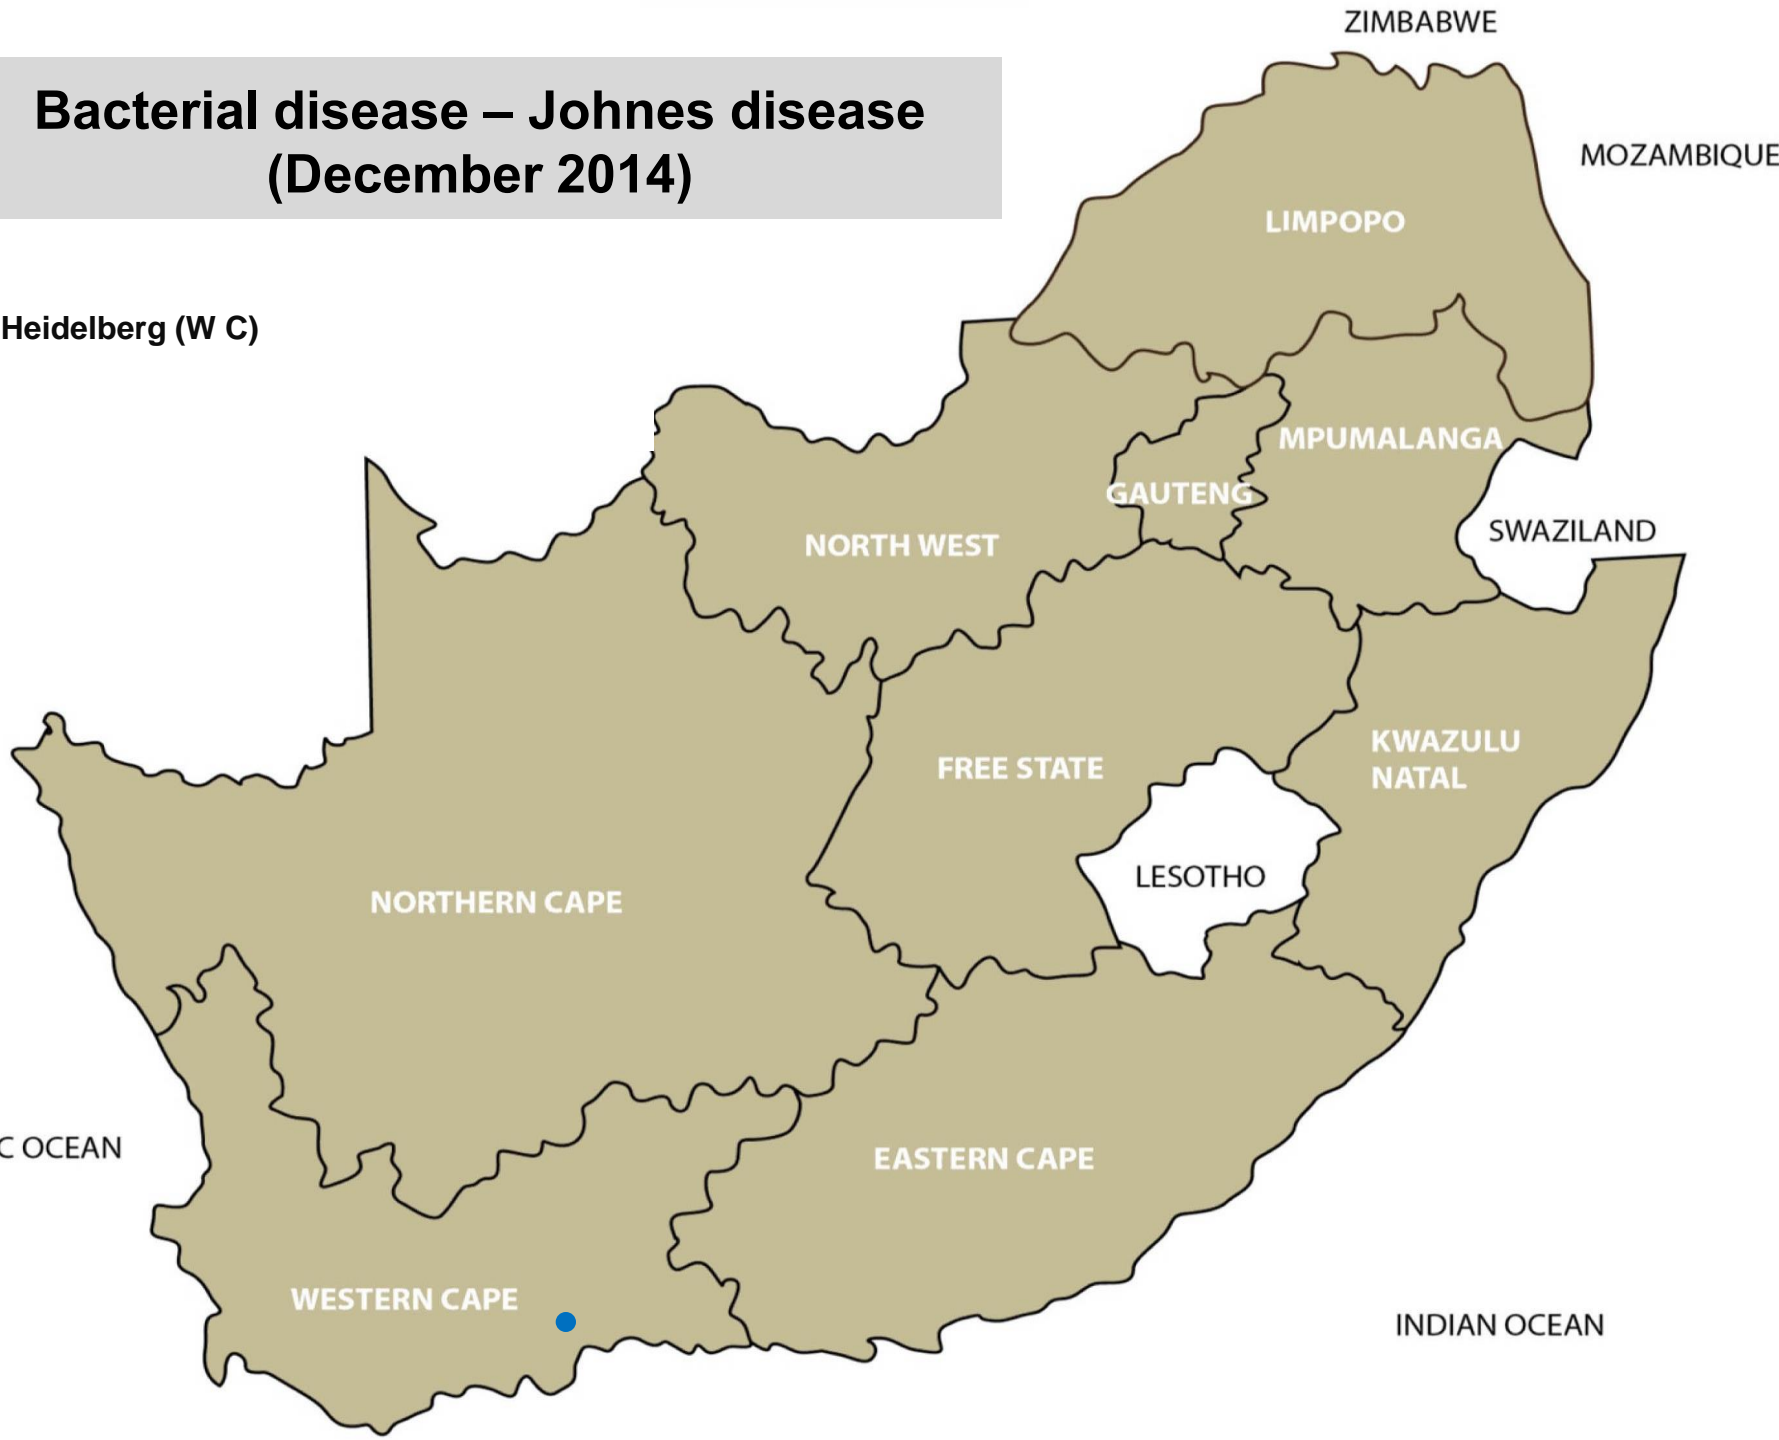 ZIMBABWE
Bacterial disease – Johnes disease
(December 2014)
MOZAMBIQUE
LIMPOPO
Heidelberg (W C)
MPUMALANGA
GAUTENG
SWAZILAND
NORTH WEST
KWAZULU
NATAL
FREE STATE
LESOTHO
NORTHERN CAPE
C OCEAN
EASTERN CAPE
WESTERN CAPE
INDIAN OCEAN